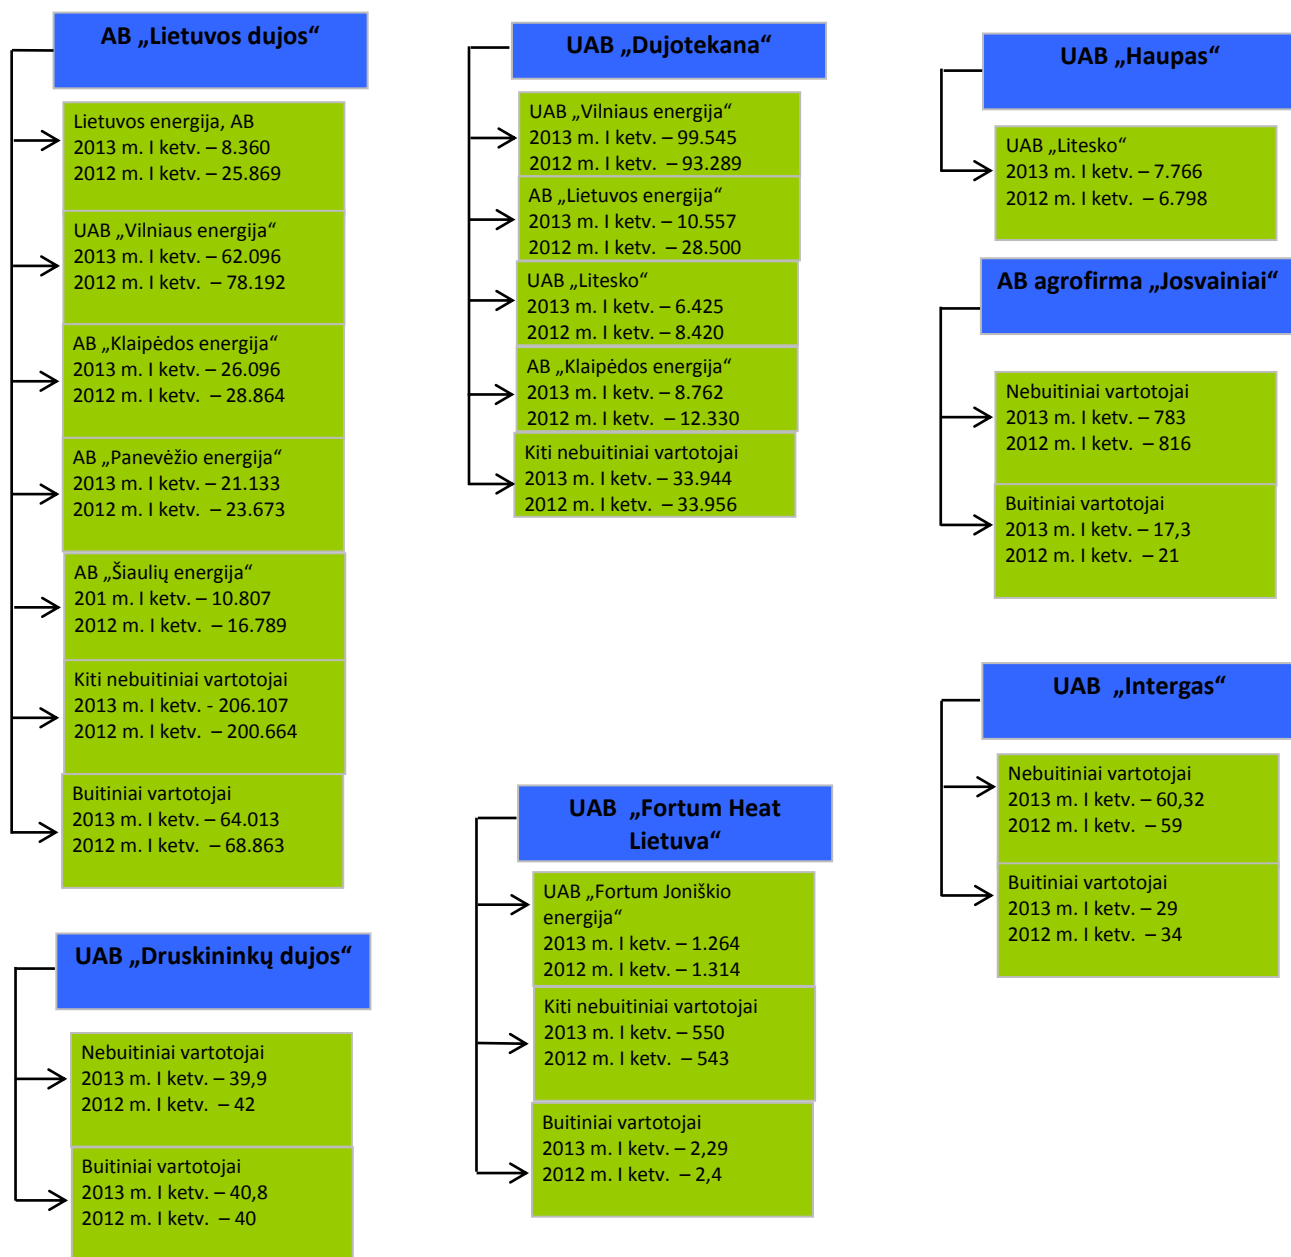 AB „Lietuvos dujos“
Lietuvos energija, AB
2013 m. I ketv. – 8.360
2012 m. I ketv.  – 25.869
UAB „Vilniaus energija“
2013 m. I ketv. – 62.096
2012 m. I ketv.  – 78.192
AB „Klaipėdos energija“
2013 m. I ketv. – 26.096
2012 m. I ketv.  – 28.864
AB „Panevėžio energija“
2013 m. I ketv. – 21.133
2012 m. I ketv.  – 23.673
AB „Šiaulių energija“
201 m. I ketv. – 10.807
2012 m. I ketv.  – 16.789
Kiti nebuitiniai vartotojai
2013 m. I ketv. - 206.107
2012 m. I ketv.  – 200.664
Buitiniai vartotojai
2013 m. I ketv. – 64.013
2012 m. I ketv.  – 68.863
UAB „Druskininkų dujos“
Nebuitiniai vartotojai
2013 m. I ketv. – 39,9
2012 m. I ketv.  – 42
Buitiniai vartotojai
2013 m. I ketv. – 40,8
2012 m. I ketv.  – 40
UAB „Dujotekana“
UAB „Vilniaus energija“
2013 m. I ketv. – 99.545
2012 m. I ketv.  – 93.289
AB „Lietuvos energija“
2013 m. I ketv. – 10.557
2012 m. I ketv.  – 28.500
UAB „Litesko“
2013 m. I ketv. – 6.425
2012 m. I ketv.  – 8.420
AB „Klaipėdos energija“
2013 m. I ketv. – 8.762
2012 m. I ketv.  – 12.330
Kiti nebuitiniai vartotojai
2013 m. I ketv. – 33.944
2012 m. I ketv.  – 33.956
UAB  „Fortum Heat
Lietuva“
UAB „Fortum Joniškio
energija“
2013 m. I ketv. – 1.264
2012 m. I ketv.  – 1.314
Kiti nebuitiniai vartotojai
2013 m. I ketv. – 550
2012 m. I ketv.  – 543
Buitiniai vartotojai
2013 m. I ketv. – 2,29
2012 m. I ketv.  – 2,4
UAB „Haupas“
UAB „Litesko“
2013 m. I ketv. – 7.766
2012 m. I ketv.  – 6.798
AB agrofirma „Josvainiai“
Nebuitiniai vartotojai
2013 m. I ketv. – 783
2012 m. I ketv.  – 816
Buitiniai vartotojai
2013 m. I ketv. – 17,3
2012 m. I ketv.  – 21
UAB  „Intergas“
Nebuitiniai vartotojai
2013 m. I ketv. – 60,32
2012 m. I ketv.  – 59
Buitiniai vartotojai
2013 m. I ketv. – 29
2012 m. I ketv.  – 34